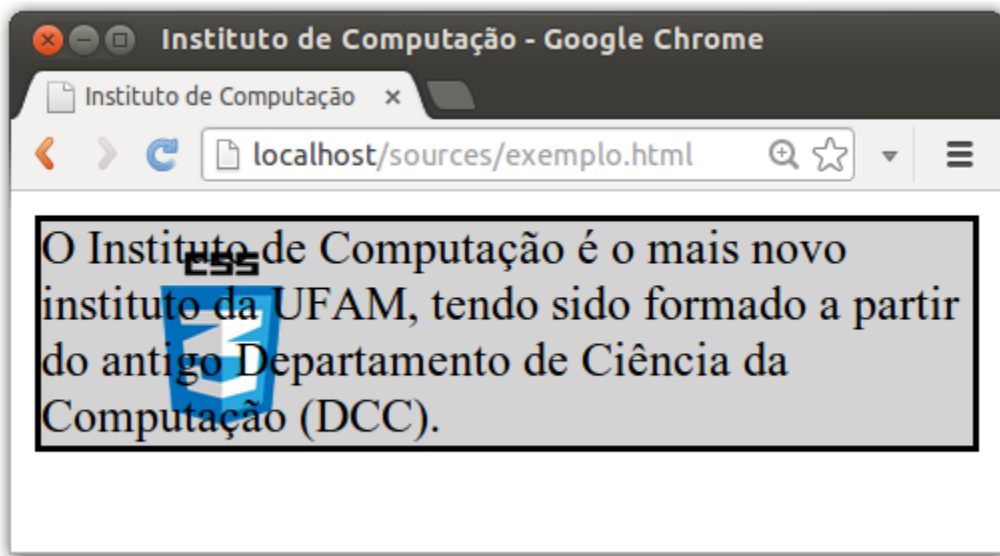 Instituto de Computação - Google Chrome
Instituto de Computação ×
localhost/sources/exemplo.html
O Instituto de Computação é o mais novo
instituto da UFAM, tendo sido formado a partir
do antigo Departamento de Ciência da
Computação (DCC).
CSS
3